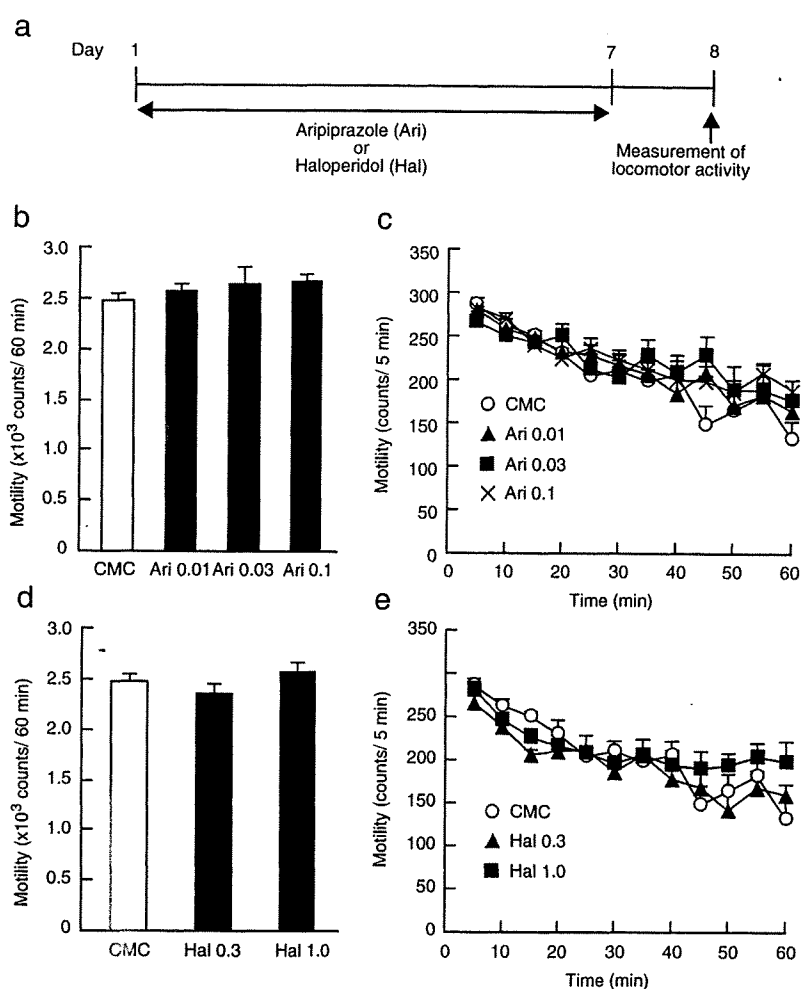 a
Day 1 7 8
Aripiprazole (Ari)
or
Haloperidol (Hal)
Measurement of
locomotor activity
b
Motility (x10³ counts/ 60 min)
3.0
2.5
2.0
1.5
1.0
0.5
0
CMC Ari 0.01 Ari 0.03 Ari 0.1
c
Motility (counts/ 5 min)
350
300
250
200
150
100
50
0
CMC
Ari 0.01
Ari 0.03
Ari 0.1
0 10 20 30 40 50 60
Time (min)
d
Motility (x10³ counts/ 60 min)
3.0
2.5
2.0
1.5
1.0
0.5
0
CMC Hal 0.3 Hal 1.0
e
Motility (counts/ 5 min)
350
300
250
200
150
100
50
0
CMC
Hal 0.3
Hal 1.0
0 10 20 30 40 50 60
Time (min)